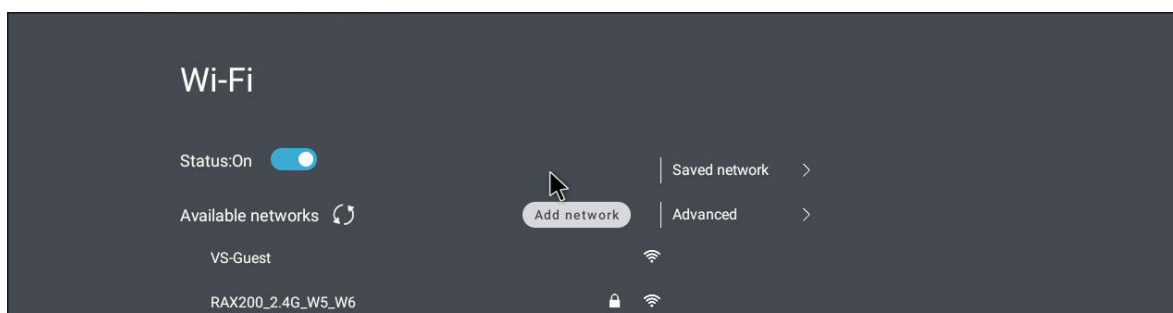 Wi-Fi
Status:On
Saved network
Available networks
Add network
Advanced
VS-Guest
RAX200_2.4G_W5_W6